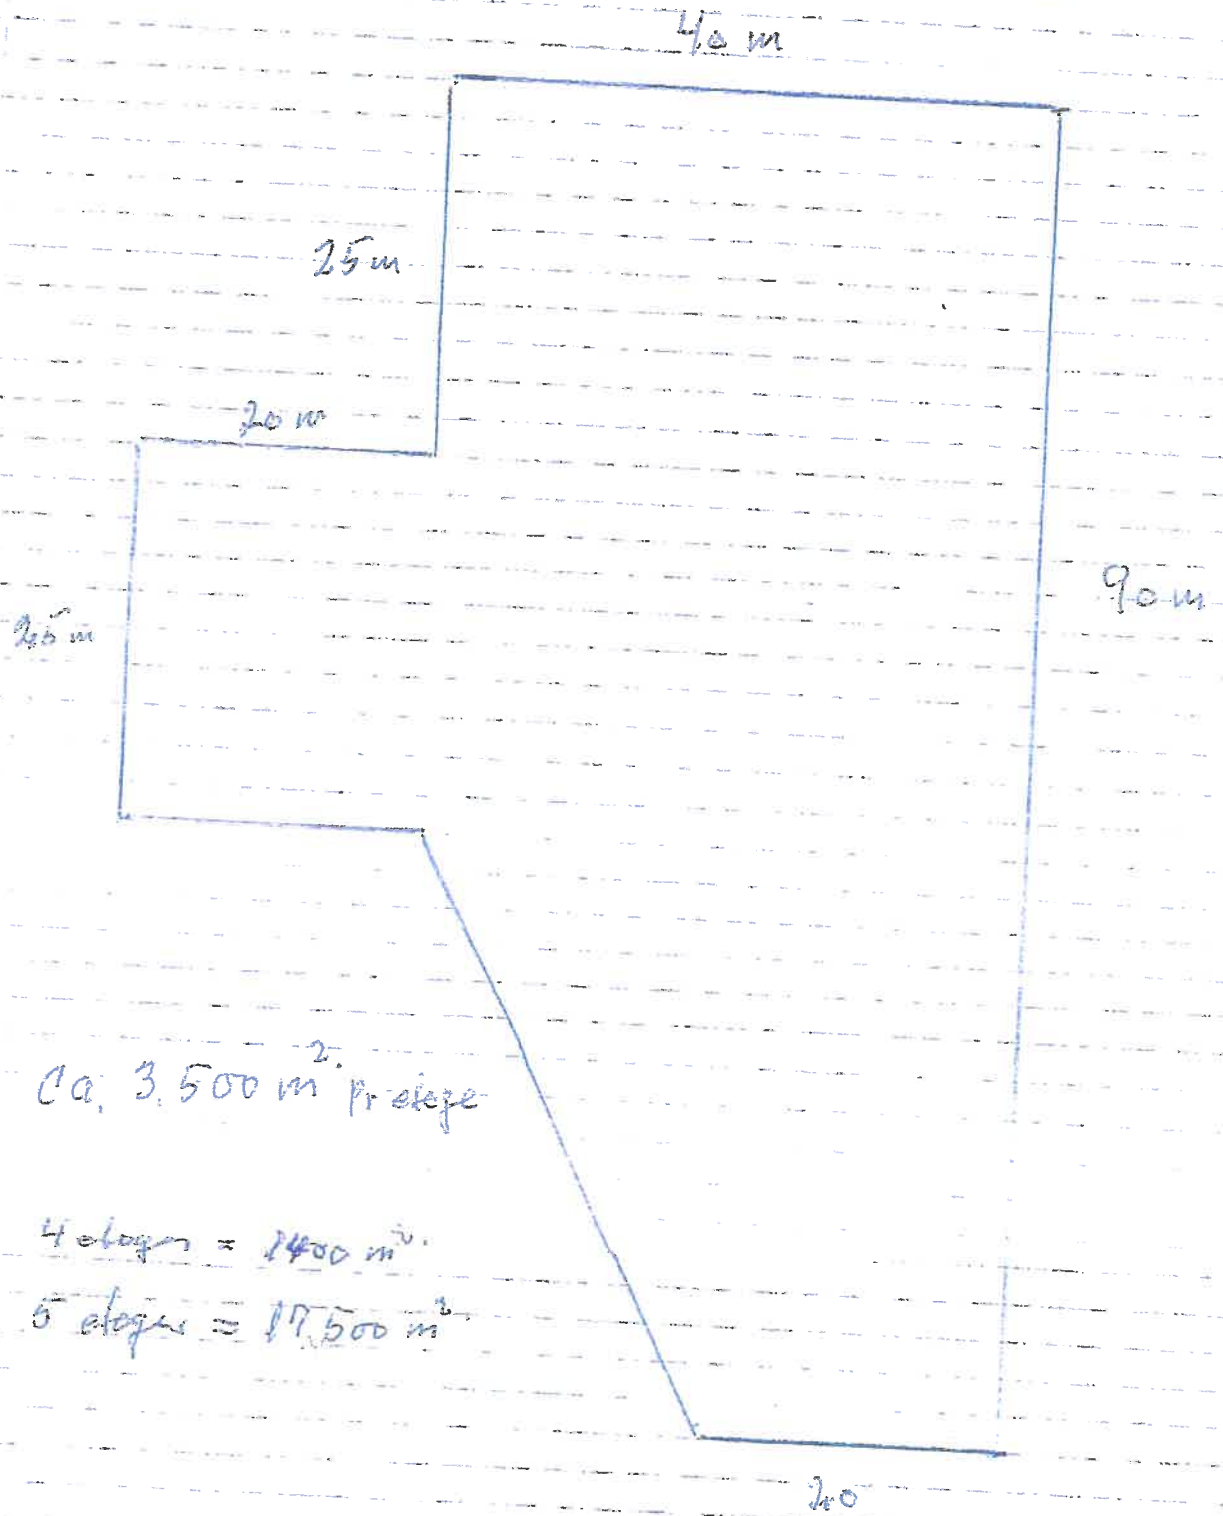 40 m
25 m
20 m
25 m
90 m
Ca. 3.500 m². pr etage
4 etager = 1400 m².
5 etager = 17.500 m².
20